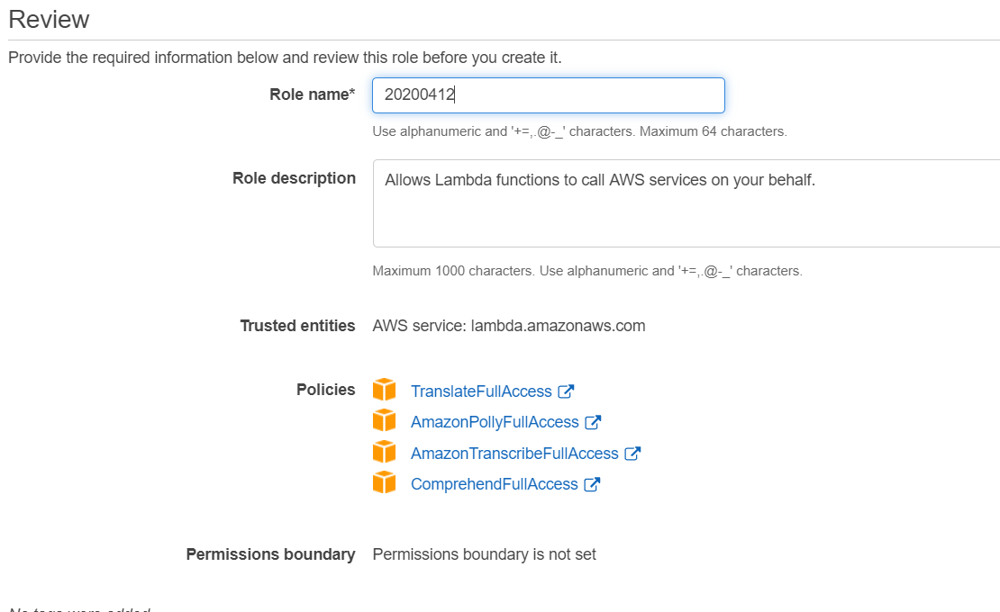 Review
Provide the required information below and review this role before you create it.
Role name* 20200412
Use alphanumeric and '+=,.@-_' characters. Maximum 64 characters.
Role description Allows Lambda functions to call AWS services on your behalf.
Maximum 1000 characters. Use alphanumeric and '+=,.@-_' characters.
Trusted entities AWS service: lambda.amazonaws.com
Policies TranslateFullAccess
AmazonPollyFullAccess
AmazonTranscribeFullAccess
ComprehendFullAccess
Permissions boundary Permissions boundary is not set
No tags were added